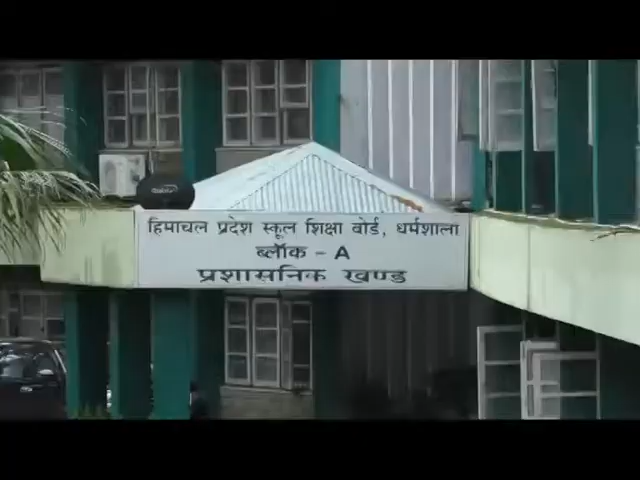 हिमाचल प्रदेश स्कूल शिक्षा बोर्ड, धर्मशाला
ब्लॉक - A
प्रशासनिक खण्ड